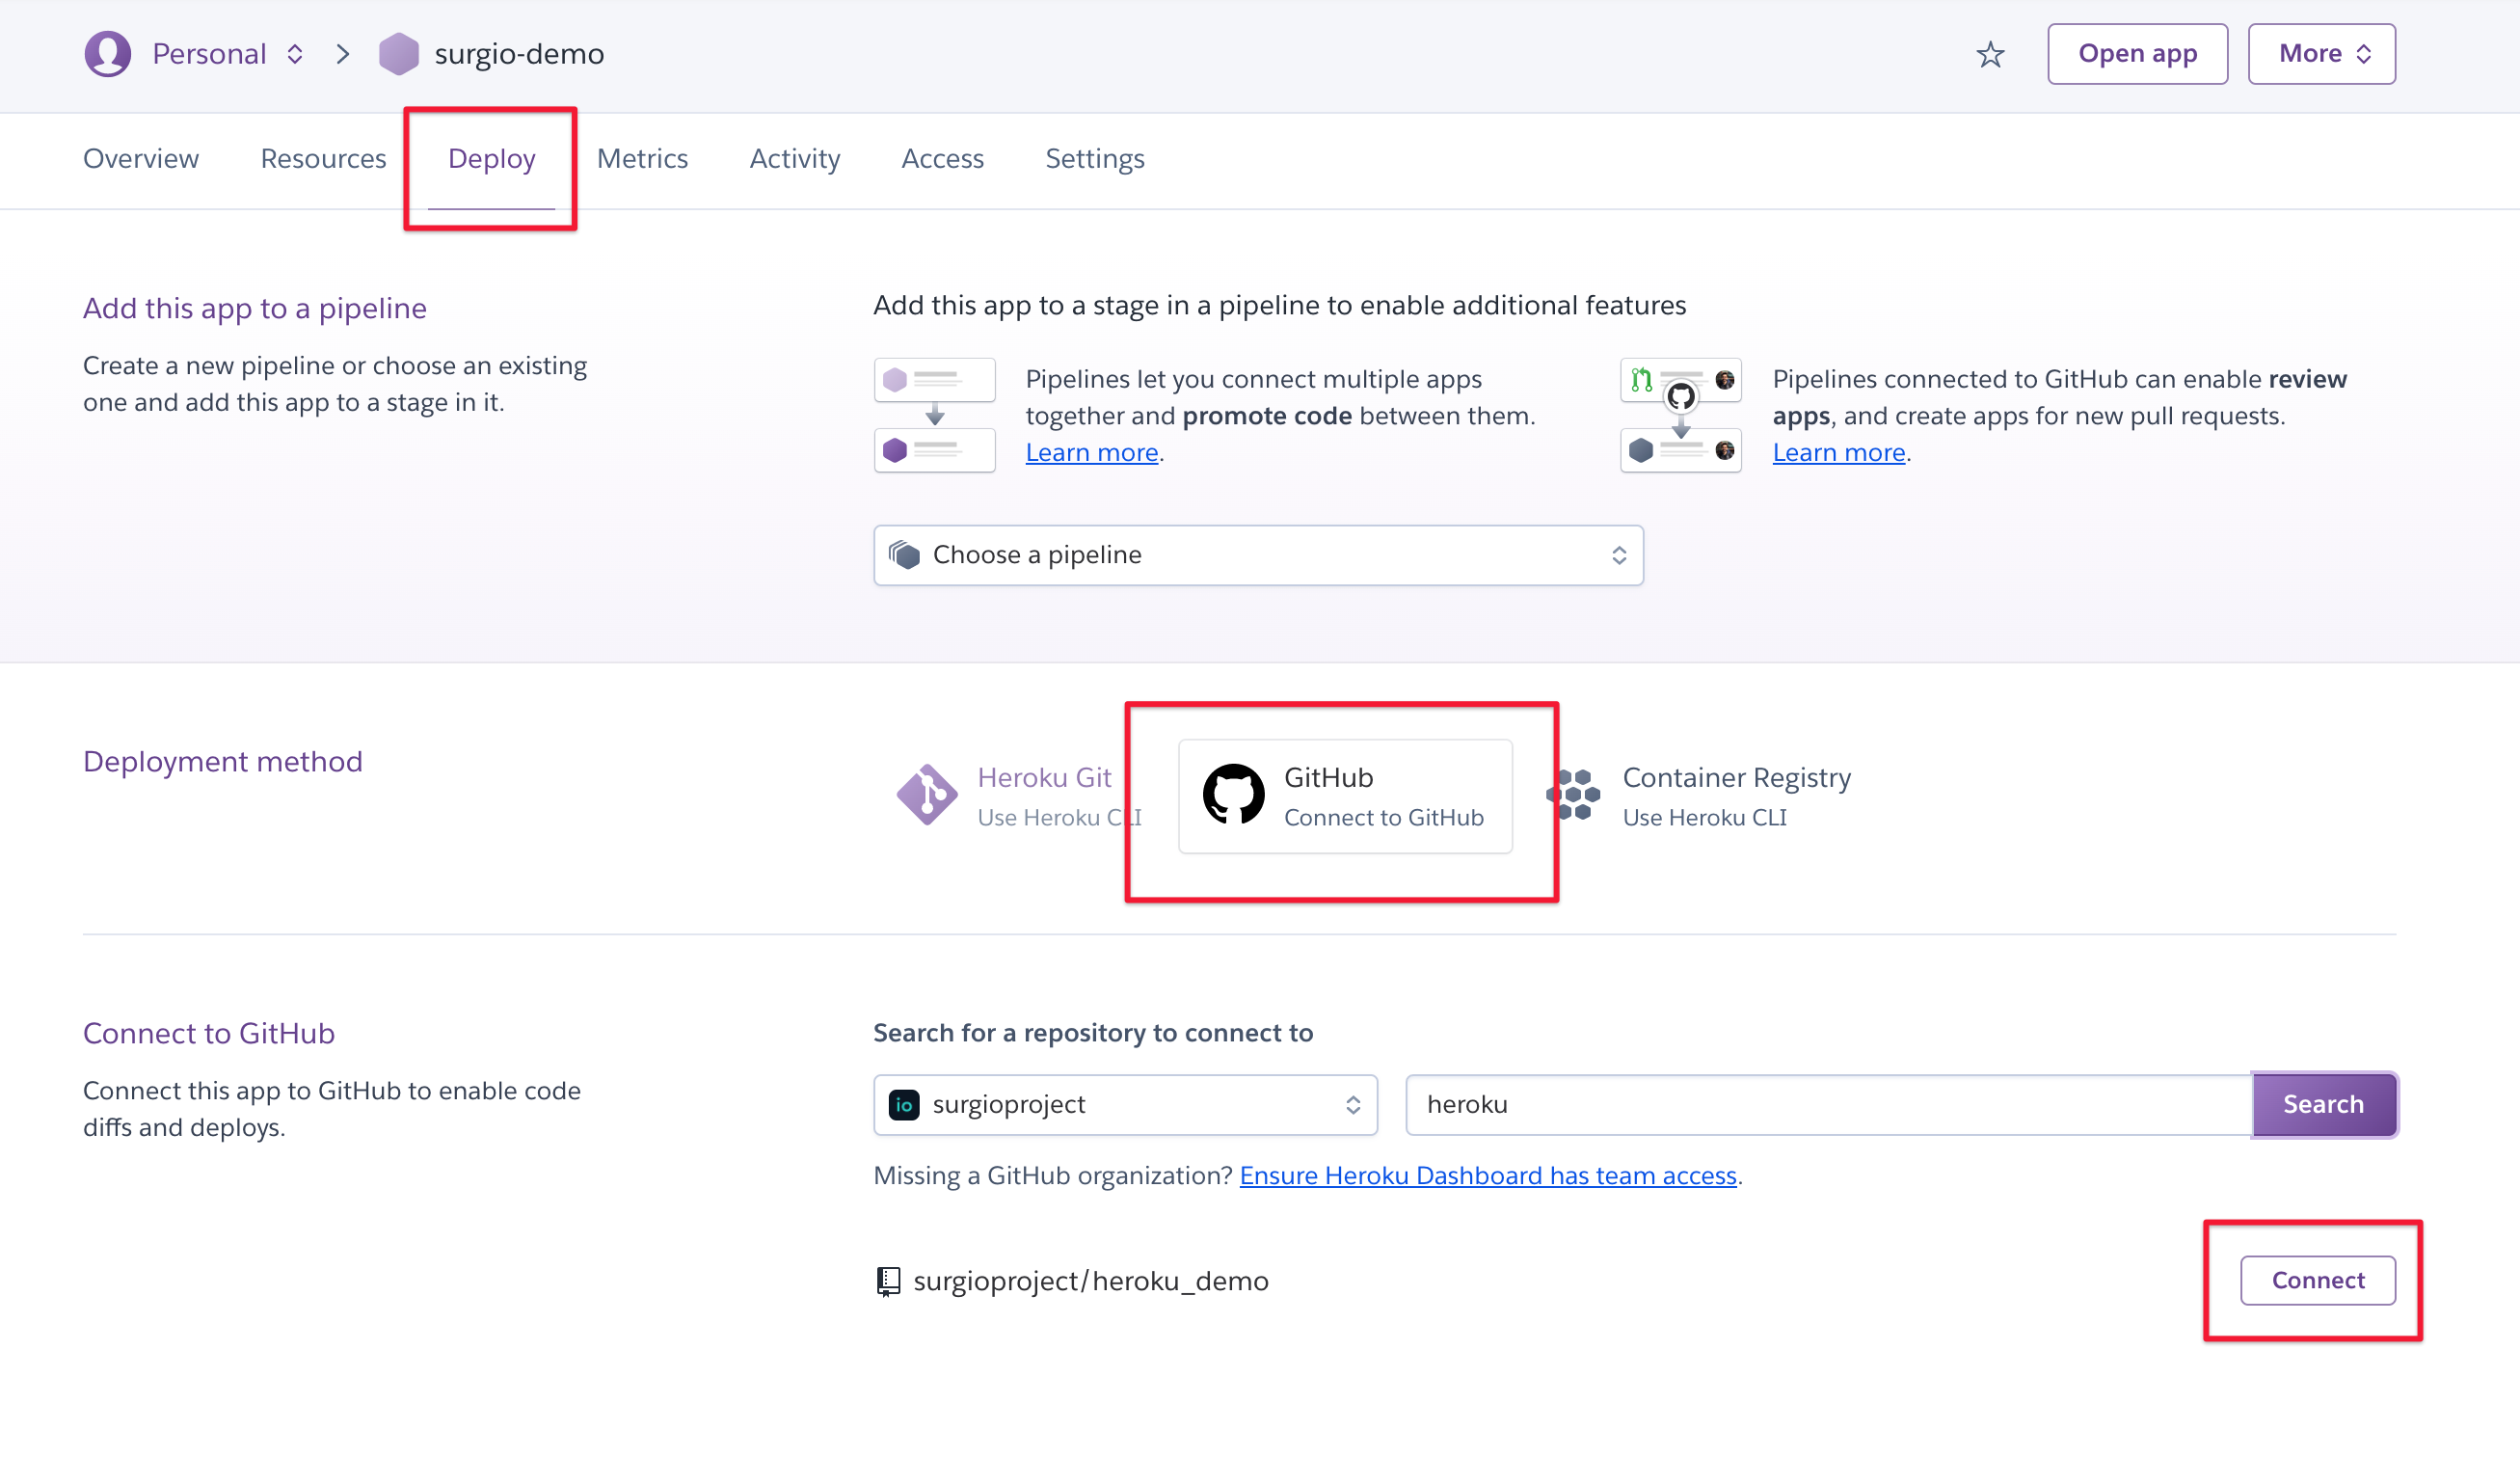 Personal surgio-demo Open app More
Overview Resources Deploy Metrics Activity Access Settings
Add this app to a pipeline
Create a new pipeline or choose an existing
one and add this app to a stage in it.
Add this app to a stage in a pipeline to enable additional features
Pipelines let you connect multiple apps
together and promote code between them.
Learn more.
Pipelines connected to GitHub can enable review
apps, and create apps for new pull requests.
Learn more.
Choose a pipeline
Deployment method
Heroku Git
Use Heroku CLI
GitHub
Connect to GitHub
Container Registry
Use Heroku CLI
Connect to GitHub
Connect this app to GitHub to enable code
diffs and deploys.
Search for a repository to connect to
io surgioproject heroku Search
Missing a GitHub organization? Ensure Heroku Dashboard has team access.
surgioproject/heroku_demo Connect